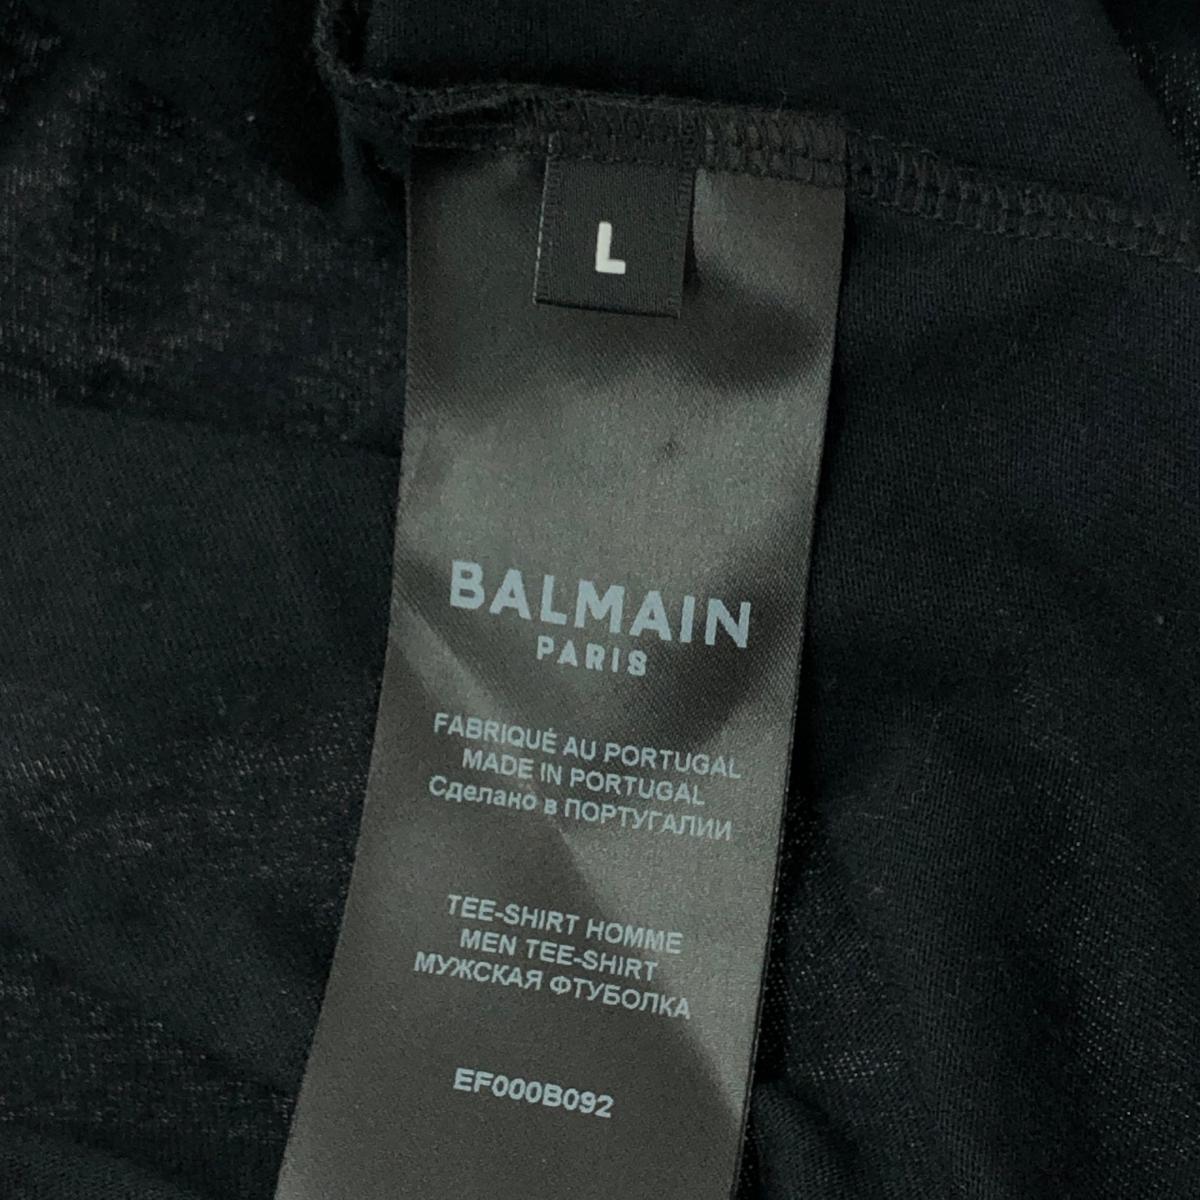 L
BALMAIN
PARIS
FABRIQUÉ AU PORTUGAL
MADE IN PORTUGAL
Сделано в ПОРТУГАЛИИ
TEE-SHIRT HOMME
MEN TEE-SHIRT
МУЖСКАЯ ФТУБОЛКА
EF000B092